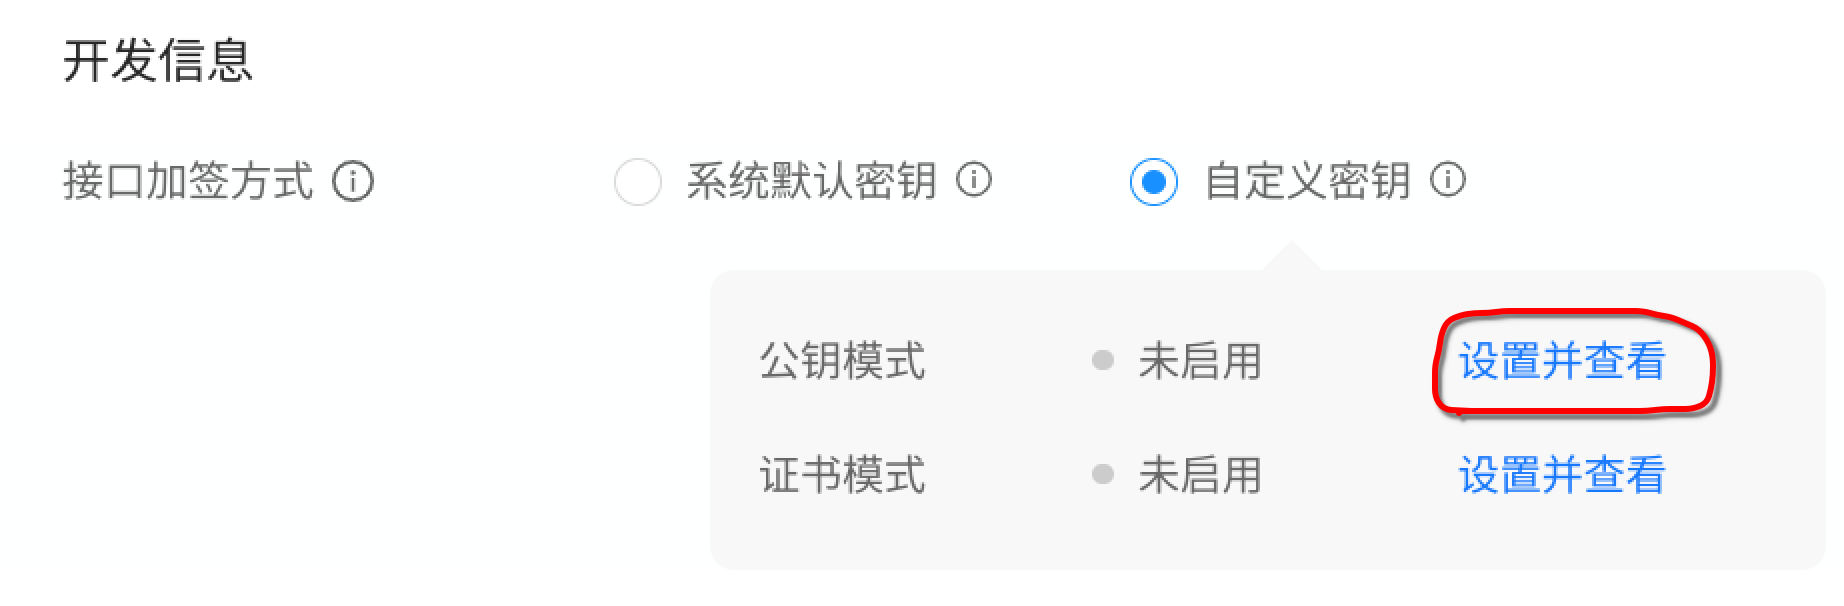 开发信息
接口加签方式 系统默认密钥 自定义密钥
公钥模式 未启用 设置并查看
证书模式 未启用 设置并查看